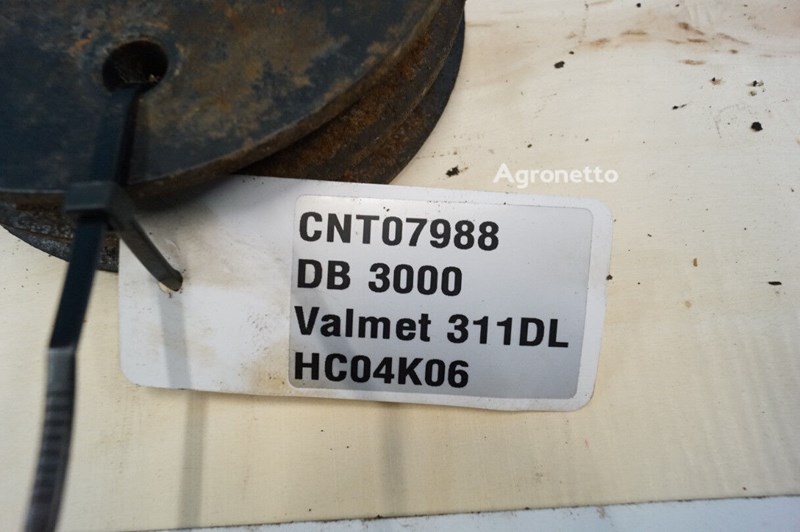 Agronetto
CNT07988
DB 3000
Valmet 311DL
HC04K06